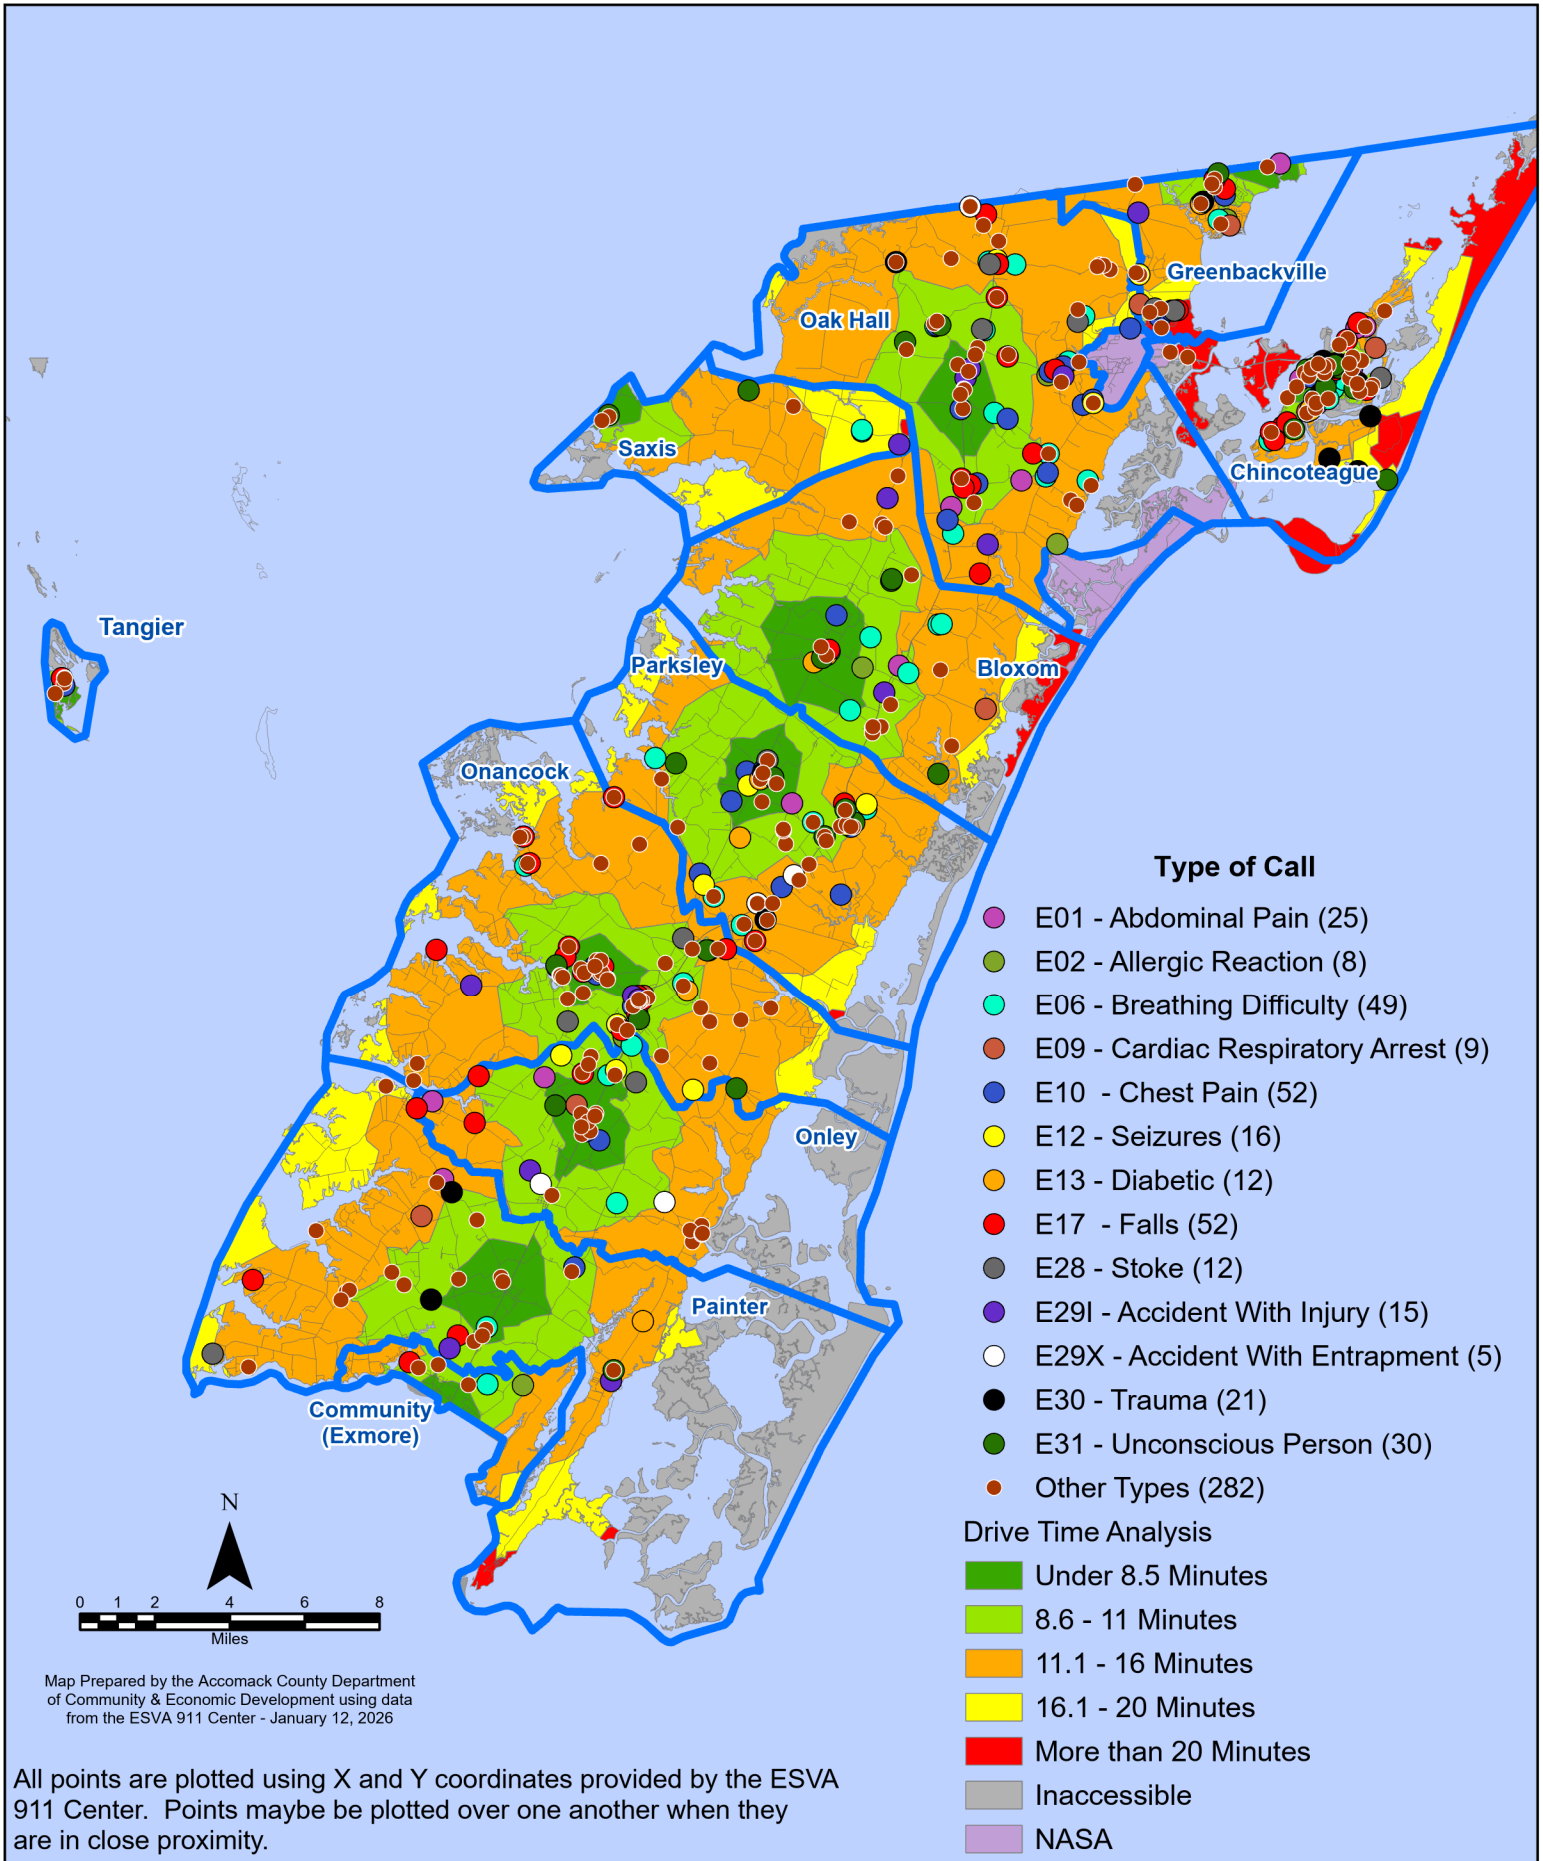 Greenbackville
Oak Hall
Saxis
Chincoteague
Tangier
Parksley
Bloxom
Onancock
Onley
Painter
Community
(Exmore)
Type of Call
E01 - Abdominal Pain (25)
E02 - Allergic Reaction (8)
E06 - Breathing Difficulty (49)
E09 - Cardiac Respiratory Arrest (9)
E10 - Chest Pain (52)
E12 - Seizures (16)
E13 - Diabetic (12)
E17 - Falls (52)
E28 - Stoke (12)
E29I - Accident With Injury (15)
E29X - Accident With Entrapment (5)
E30 - Trauma (21)
E31 - Unconscious Person (30)
Other Types (282)
Drive Time Analysis
Under 8.5 Minutes
8.6 - 11 Minutes
11.1 - 16 Minutes
16.1 - 20 Minutes
More than 20 Minutes
Inaccessible
NASA
N
0 1 2 4 6 8
Miles
Map Prepared by the Accomack County Department
of Community & Economic Development using data
from the ESVA 911 Center - January 12, 2026
All points are plotted using X and Y coordinates provided by the ESVA
911 Center. Points maybe be plotted over one another when they
are in close proximity.